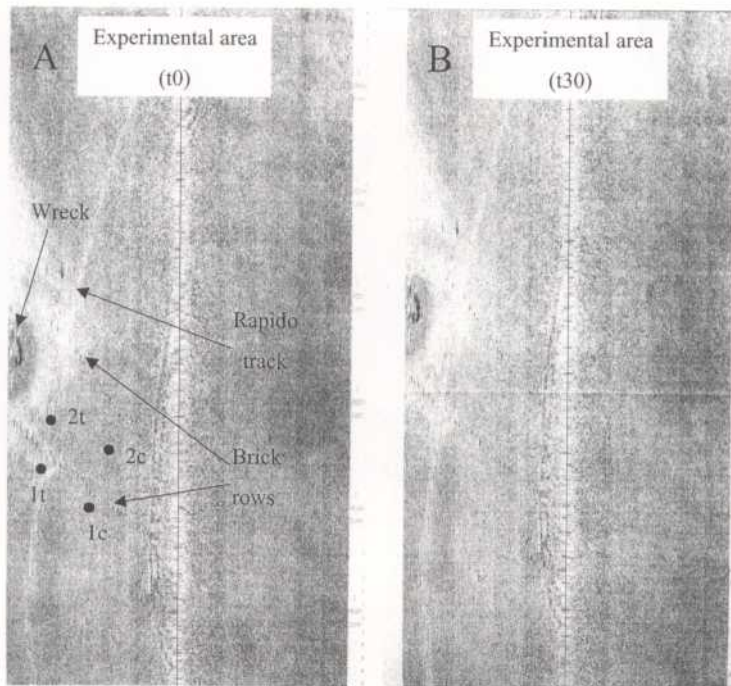 A
Experimental area
(t0)
Wreck
Rapido
track
2t
2c
Brick
rows
1t
1c
B
Experimental area
(t30)